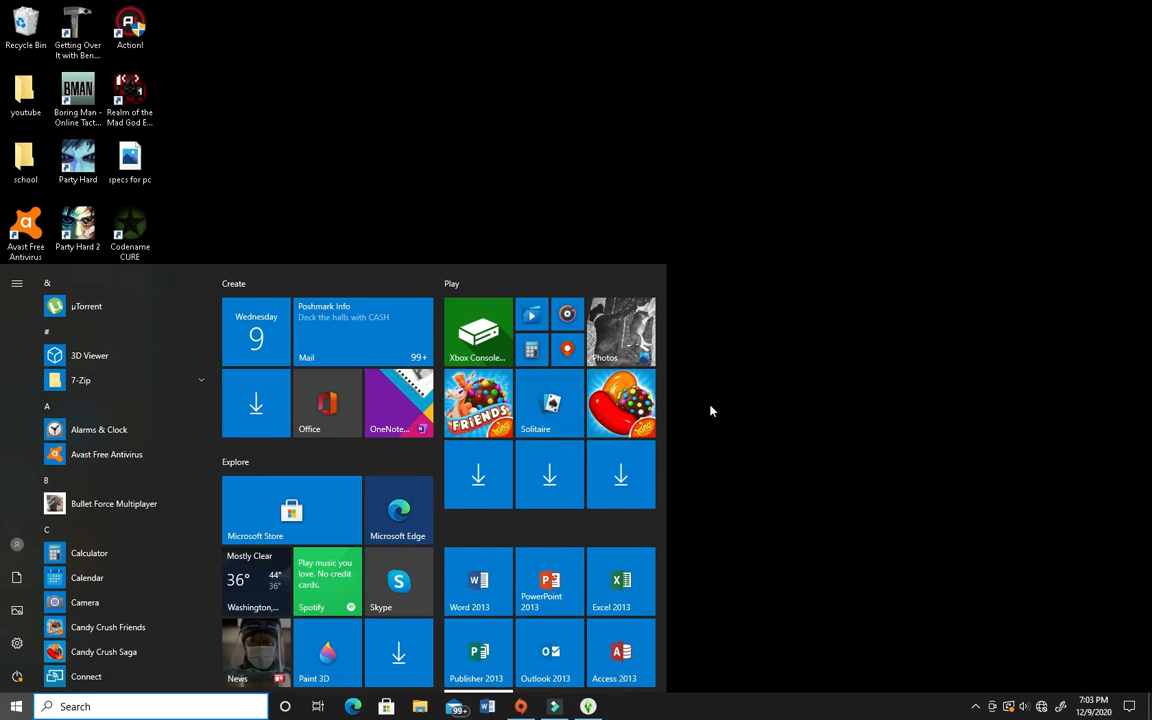 Recycle Bin
Getting Over
It with Ben...
Action!
youtube
BMAN
Boring Man -
Online Tact...
Realm of the
Mad God E...
school
Party Hard
specs for pc
Avast Free
Antivirus
Party Hard 2
Codename
CURE
&
µTorrent
#
3D Viewer
7-Zip
A
Alarms & Clock
Avast Free Antivirus
B
Bullet Force Multiplayer
C
Calculator
Calendar
Camera
Candy Crush Friends
Candy Crush Saga
Connect
Create
Wednesday
9
Poshmark Info
Deck the halls with CASH
Mail
99+
Office
OneNote...
Explore
Microsoft Store
Microsoft Edge
Mostly Clear
36°
44°
36°
Washington,...
Play music you
love. No credit
cards.
Spotify
Skype
News
Paint 3D
Play
Xbox Console...
Photos
FRIENDS
King
Solitaire
King
Word 2013
PowerPoint
2013
Excel 2013
Publisher 2013
Outlook 2013
Access 2013
Search
99+
7:03 PM
12/9/2020